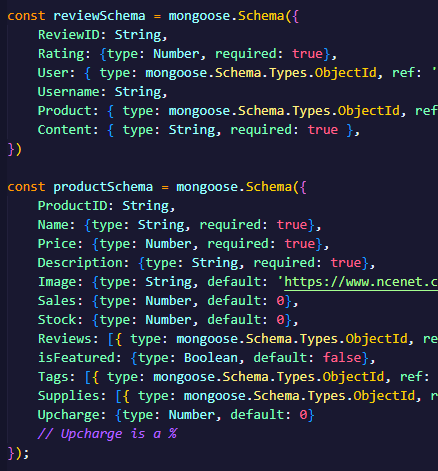 const reviewSchema = mongoose.Schema({
    ReviewID: String,
    Rating: {type: Number, required: true},
    User: { type: mongoose.Schema.Types.ObjectId, ref: '
    Username: String,
    Product: { type: mongoose.Schema.Types.ObjectId, ref
    Content: { type: String, required: true },
})

const productSchema = mongoose.Schema({
    ProductID: String,
    Name: {type: String, required: true},
    Price: {type: Number, required: true},
    Description: {type: String, required: true},
    Image: {type: String, default: 'https://www.ncenet.c
    Sales: {type: Number, default: 0},
    Stock: {type: Number, default: 0},
    Reviews: [{ type: mongoose.Schema.Types.ObjectId, re
    isFeatured: {type: Boolean, default: false},
    Tags: [{ type: mongoose.Schema.Types.ObjectId, ref:
    Supplies: [{ type: mongoose.Schema.Types.ObjectId, r
    Upcharge: {type: Number, default: 0}
    // Upcharge is a %
});